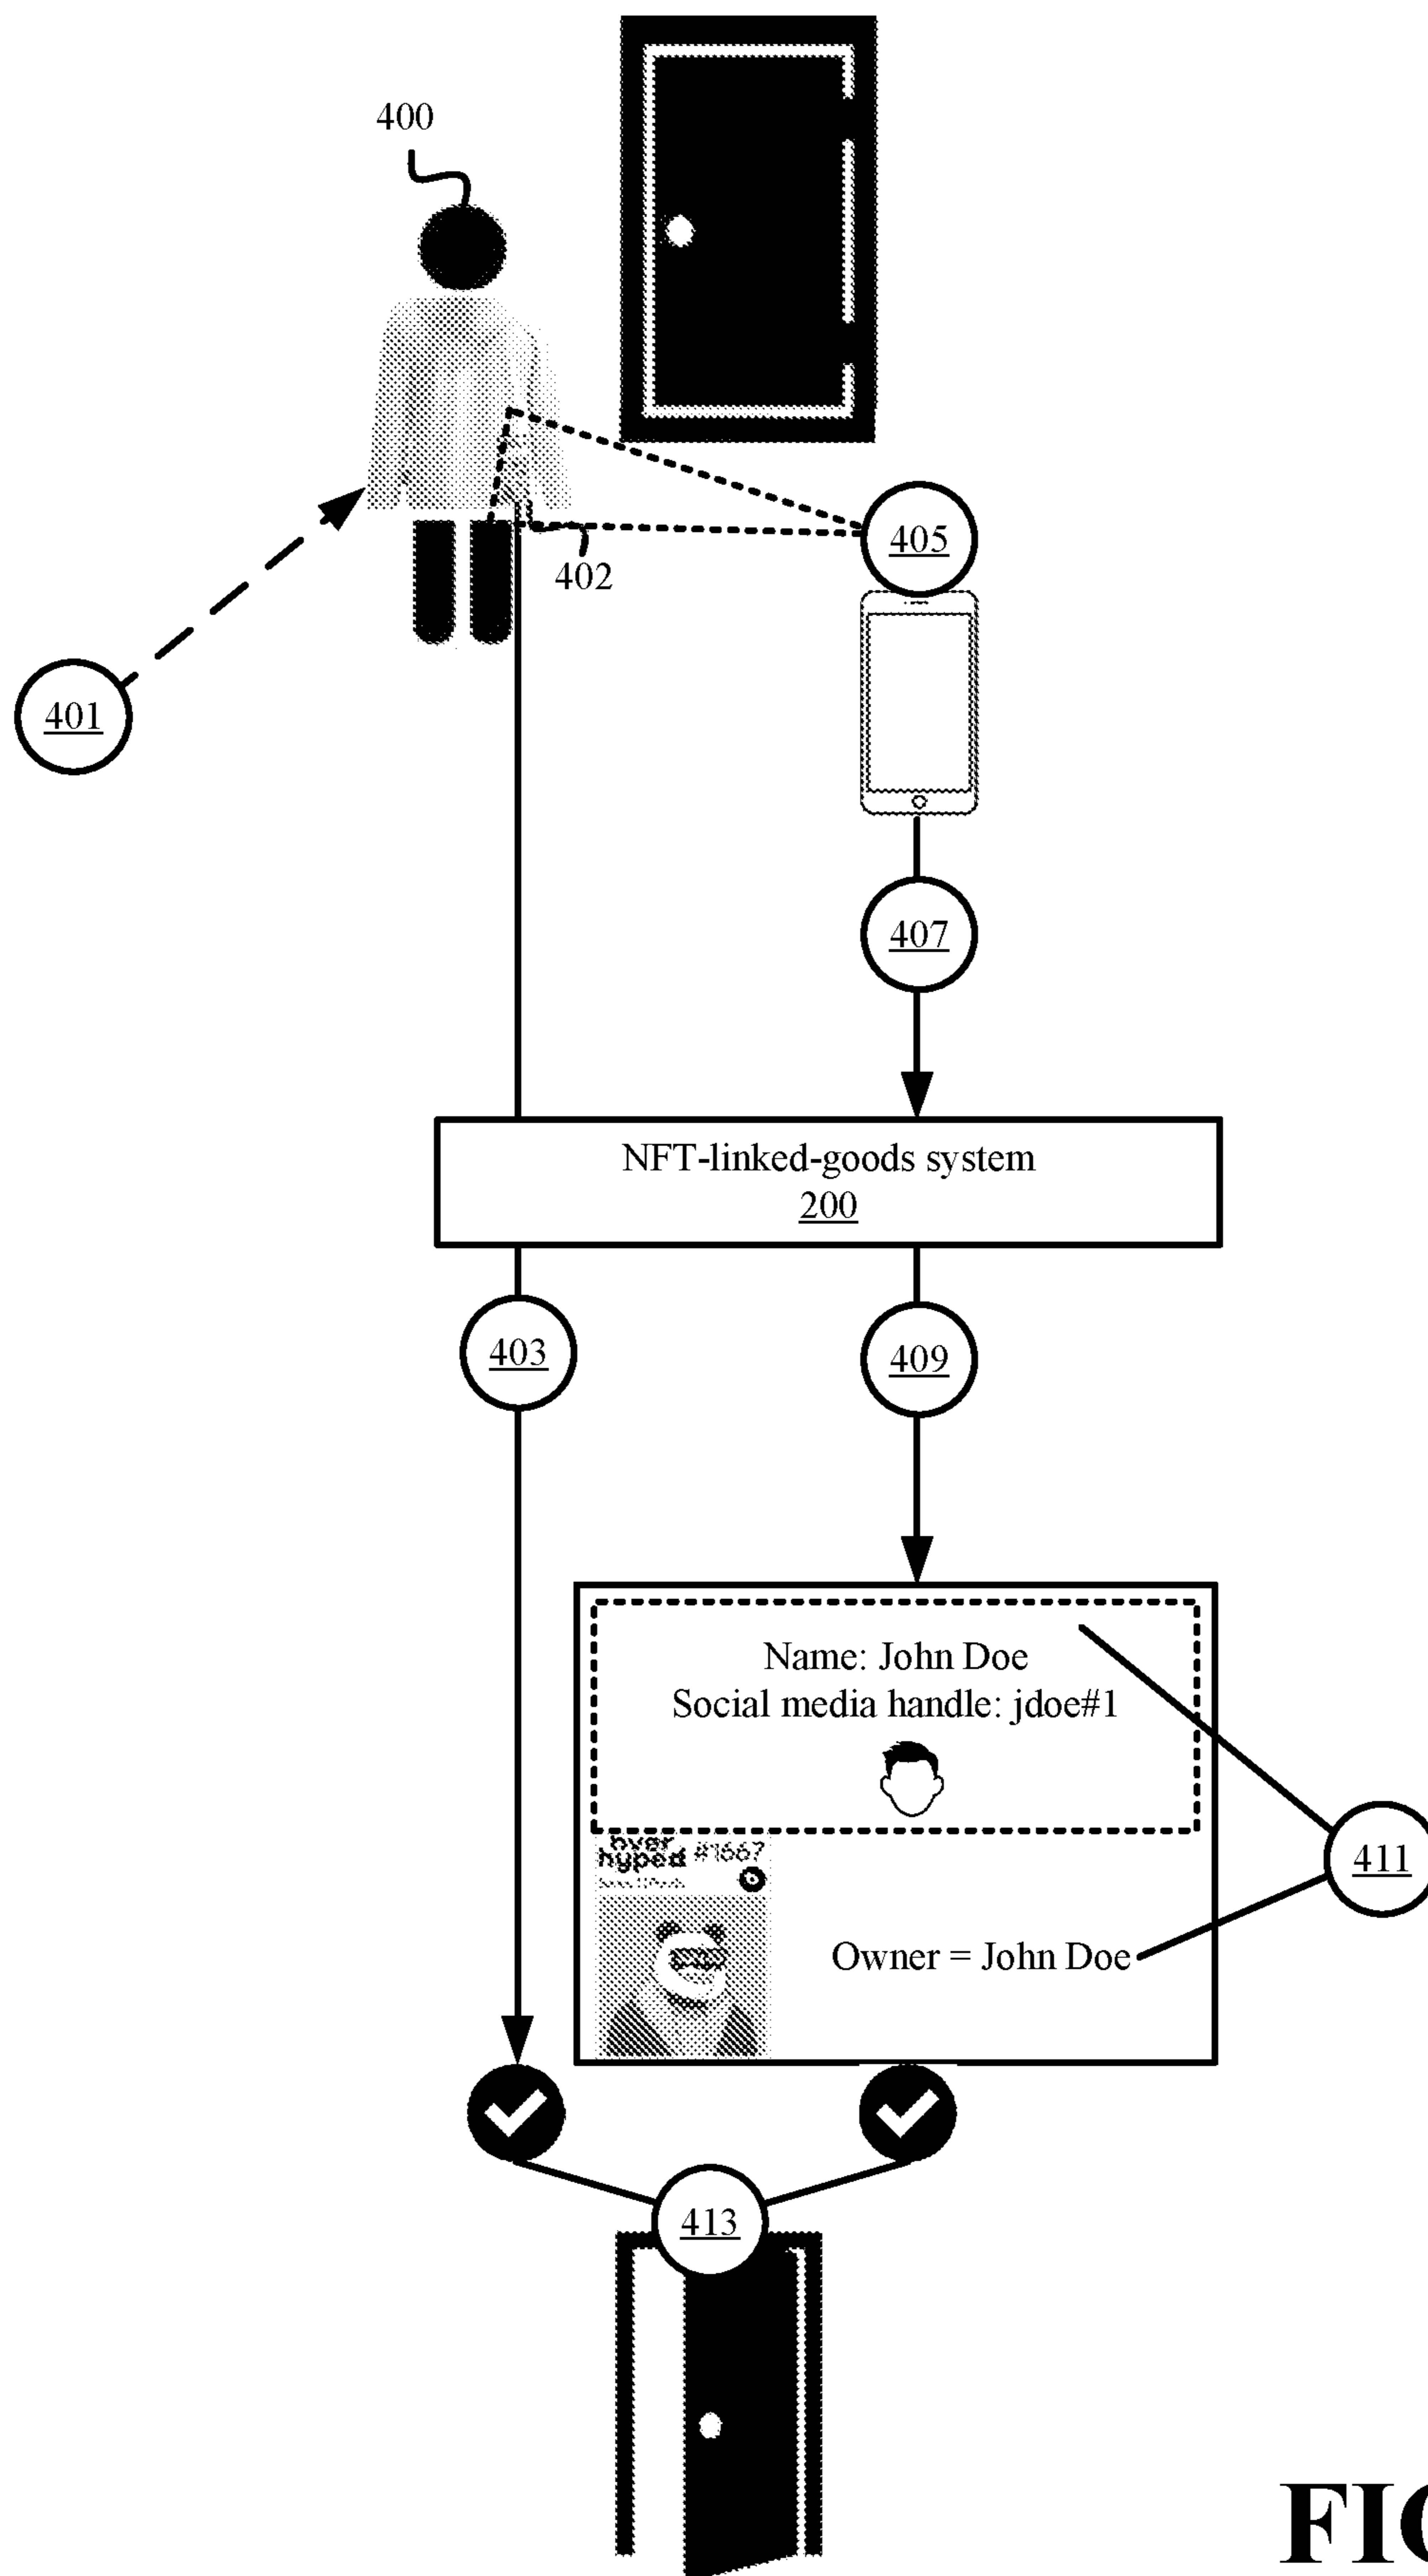 400
405
402
401
407
NFT-linked-goods system
200
403
409
Name: John Doe
Social media handle: jdoe#1
hyped #1667
411
Owner = John Doe
413